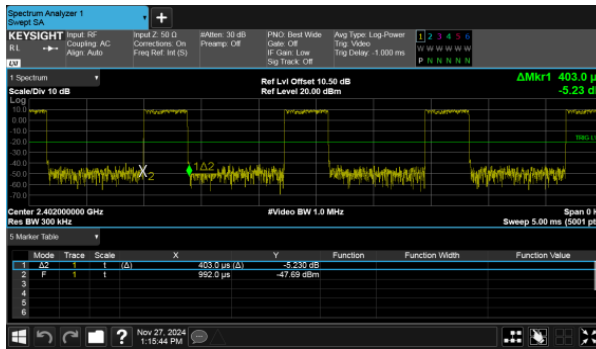 Spectrum Analyzer 1
Swept SA
KEYSIGHT Input: RF Input Z: 50 Ω #Atten: 30 dB PNO: Best Wide Avg Type: Log-Power 1 2 3 4 5 6
RL Coupling: AC Corrections: On Preamp: Off Gate: Off Trig: Video W W W W W W
Align: Auto Freq Ref: Int (S) IF Gain: Low Trig Delay: -1.000 ms P N N N N N
LXI Sig Track: Off
1 Spectrum Ref Lvl Offset 10.50 dB ΔMkr1 403.0 µ
Scale/Div 10 dB Ref Level 20.00 dBm -5.23 d
Log
10.0
0.00
-10.0
TRIG L
-20.0
-30.0
-40.0
X2 1Δ2
-50.0
-60.0
-70.0
Center 2.402000000 GHz #Video BW 1.0 MHz Span 0 H
Res BW 300 kHz Sweep 5.00 ms (5001 pt
5 Marker Table
Mode Trace Scale X Y Function Function Width Function Value
1 Δ2 1 t (Δ) 403.0 µs (Δ) -5.230 dB
2 F 1 t 992.0 µs -47.69 dBm
3
4
5
6
? Nov 27, 2024
1:15:44 PM